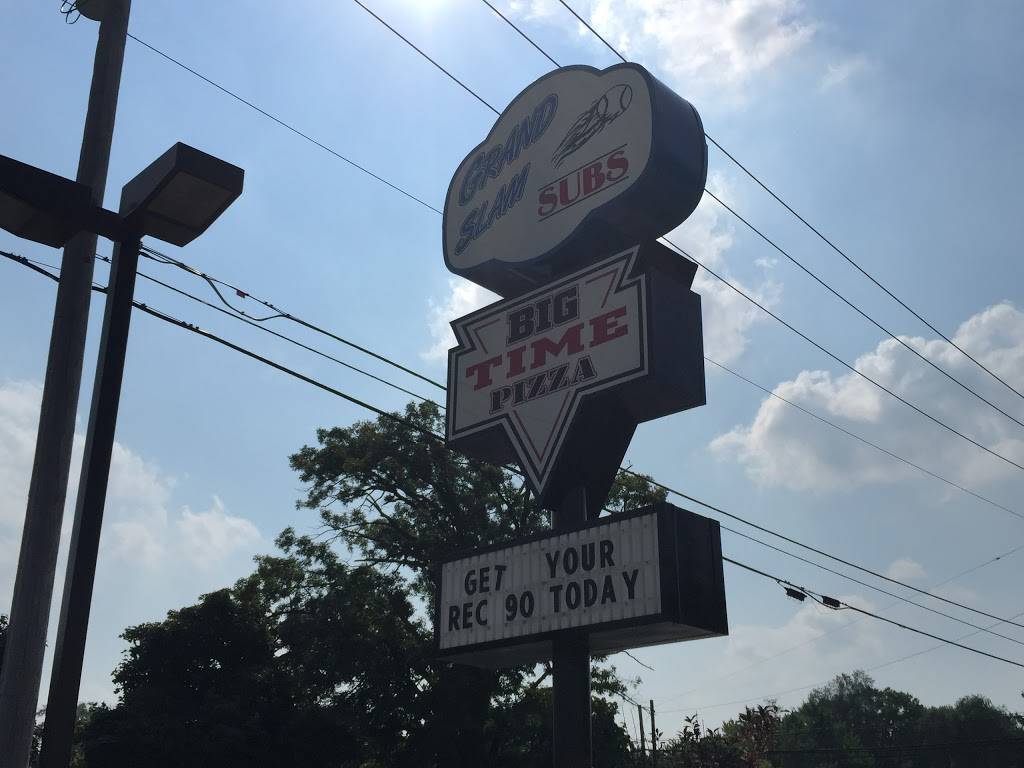 GRAND
SLAM
SUBS
BIG
TIME
PIZZA
GET YOUR
REC 90 TODAY